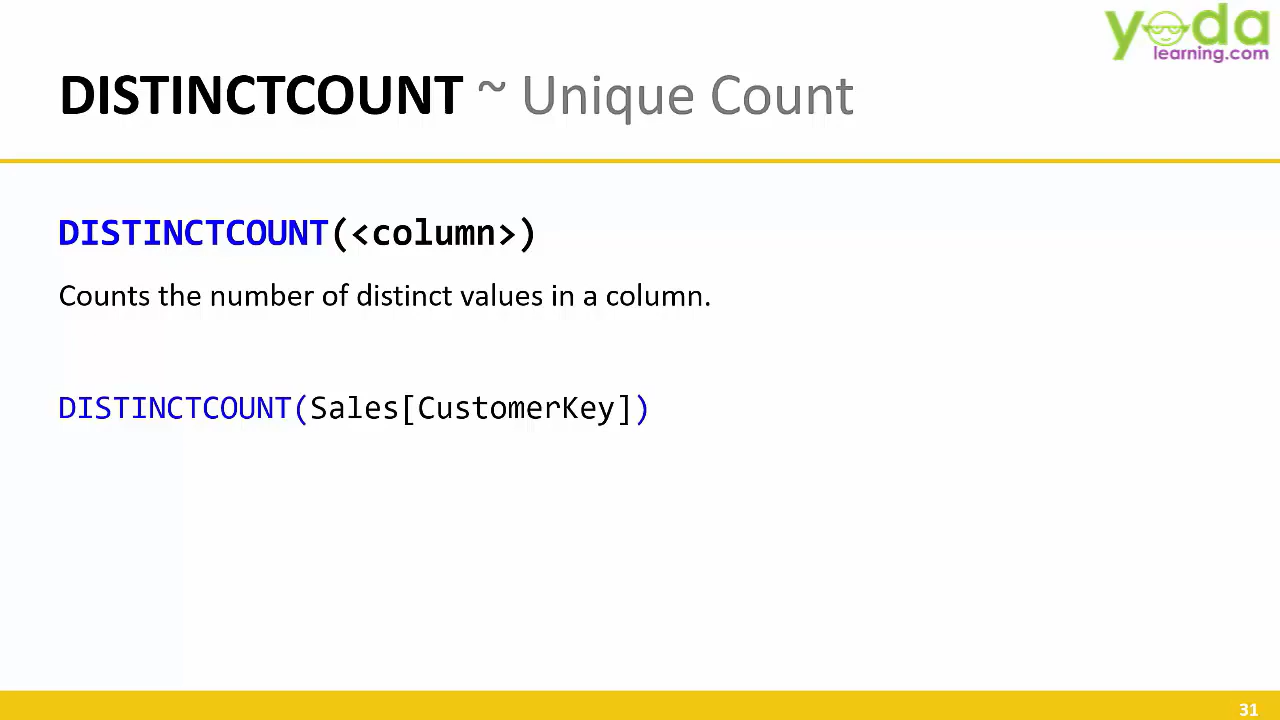 yoda
learning.com
DISTINCTCOUNT ~ Unique Count
DISTINCTCOUNT(<column>)
Counts the number of distinct values in a column.
DISTINCTCOUNT(Sales[CustomerKey])
31